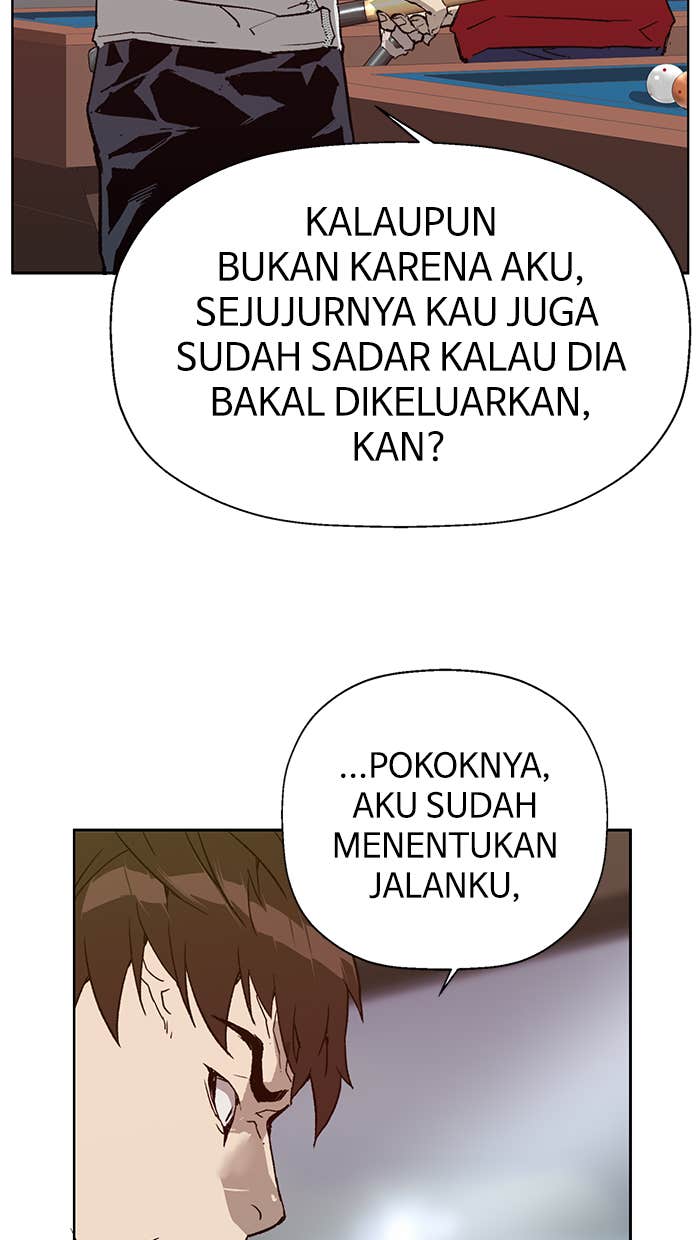 KALAUPUN
BUKAN KARENA AKU,
SEJUJURNYA KAU JUGA
SUDAH SADAR KALAU DIA
BAKAL DIKELUARKAN,
KAN?
...POKOKNYA,
AKU SUDAH
MENENTUKAN
JALANKU,